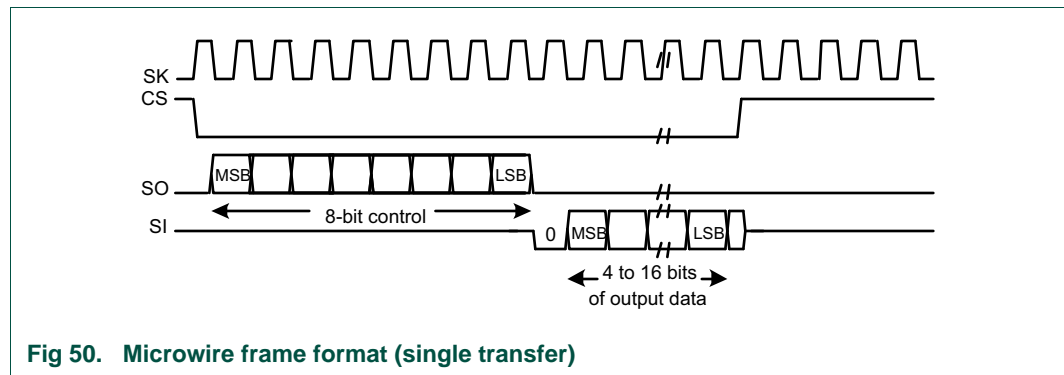 SK
CS
SO
MSB
LSB
8-bit control
SI
0
MSB
LSB
4 to 16 bits
of output data
Fig 50. Microwire frame format (single transfer)